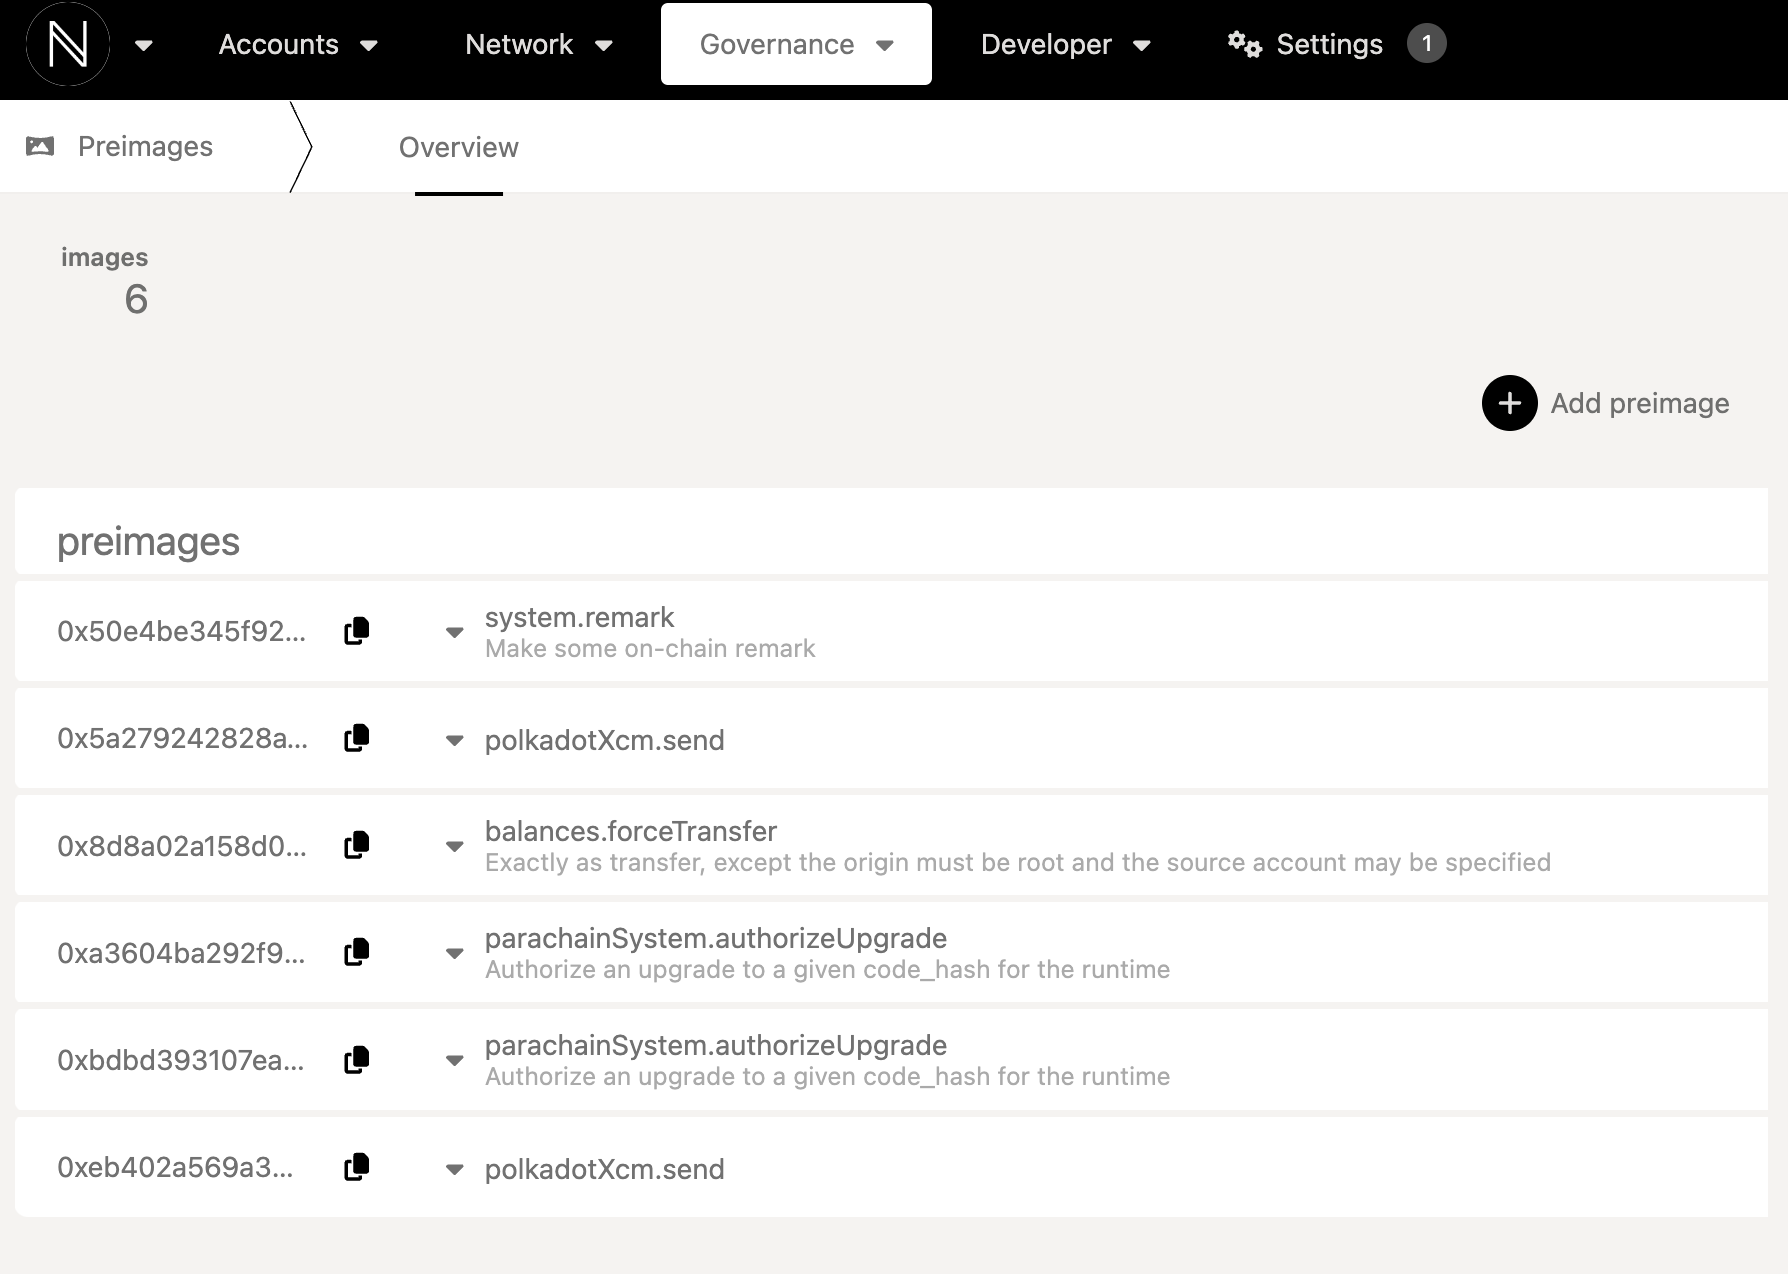 N
Accounts
Network
Governance
Developer
Settings
1
Preimages
Overview
images
6
Add preimage
preimages
0x50e4be345f92...
system.remark
Make some on-chain remark
0x5a279242828a...
polkadotXcm.send
0x8d8a02a158d0...
balances.forceTransfer
Exactly as transfer, except the origin must be root and the source account may be specified
0xa3604ba292f9...
parachainSystem.authorizeUpgrade
Authorize an upgrade to a given code_hash for the runtime
0xbdbd393107ea...
parachainSystem.authorizeUpgrade
Authorize an upgrade to a given code_hash for the runtime
0xeb402a569a3...
polkadotXcm.send